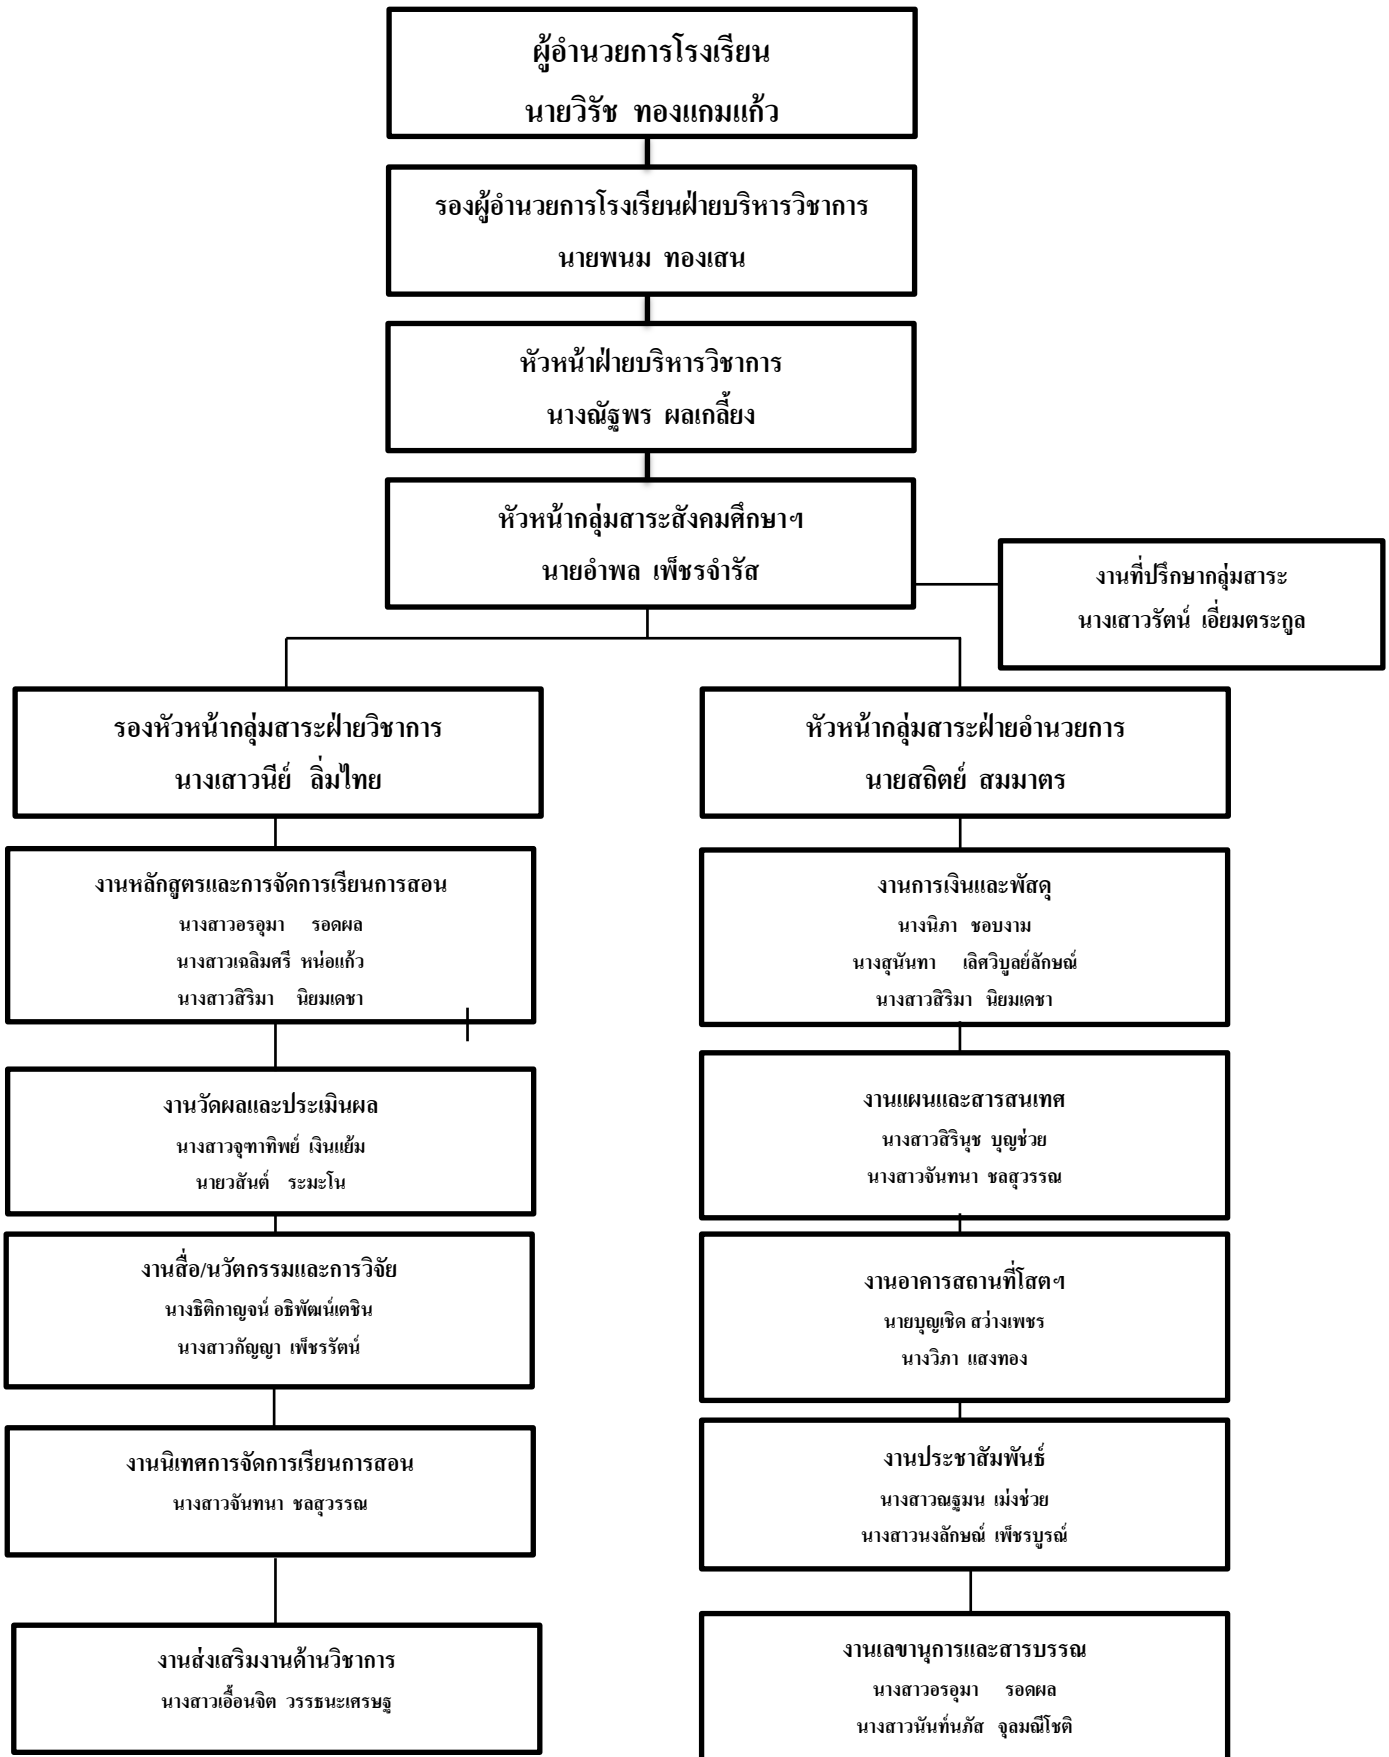 ผู้อำนวยการโรงเรียน
นายวิรัช ทองแกมแก้ว
รองผู้อำนวยการโรงเรียนฝ่ายบริหารวิชาการ
นายพนม ทองเสน
หัวหน้าฝ่ายบริหารวิชาการ
นางณัฐพร ผลเกลี้ยง
หัวหน้ากลุ่มสาระสังคมศึกษาฯ
นายอำพล เพ็ชรจำรัส
งานที่ปรึกษากลุ่มสาระ
นางเสาวรัตน์ เอี่ยมตระกูล
รองหัวหน้ากลุ่มสาระฝ่ายวิชาการ
นางเสาวนีย์ ลิ่มไทย
งานหลักสูตรและการจัดการเรียนการสอน
นางสาวอรอุมา รอดผล
นางสาวเฉลิมศรี หน่อแก้ว
นางสาวสิริมา นิยมเดชา
งานวัดผลและประเมินผล
นางสาวจุฑาทิพย์ เงินแย้ม
นายวสันต์ ระมะโน
งานสื่อ/นวัตกรรมและการวิจัย
นางธิติกาญจน์ อธิพัฒน์เตชิน
นางสาวกัญญา เพ็ชรรัตน์
งานนิเทศการจัดการเรียนการสอน
นางสาวจันทนา ชลสุวรรณ
งานส่งเสริมงานด้านวิชาการ
นางสาวเอื้อนจิต วรรธนะเศรษฐ
หัวหน้ากลุ่มสาระฝ่ายอำนวยการ
นายสถิตย์ สมมาตร
งานการเงินและพัสดุ
นางนิภา ชอบงาม
นางสุนันทา เลิศวิบูลย์ลักษณ์
นางสาวสิริมา นิยมเดชา
งานแผนและสารสนเทศ
นางสาวสิรินุช บุญช่วย
นางสาวจันทนา ชลสุวรรณ
งานอาคารสถานที่โสตฯ
นายบุญเชิด สว่างเพชร
นางวิภา แสงทอง
งานประชาสัมพันธ์
นางสาวณฐมน เม่งช่วย
นางสาวนงลักษณ์ เพ็ชรบูรณ์
งานเลขานุการและสารบรรณ
นางสาวอรอุมา รอดผล
นางสาวนันท์นภัส จุลมณีโชติ